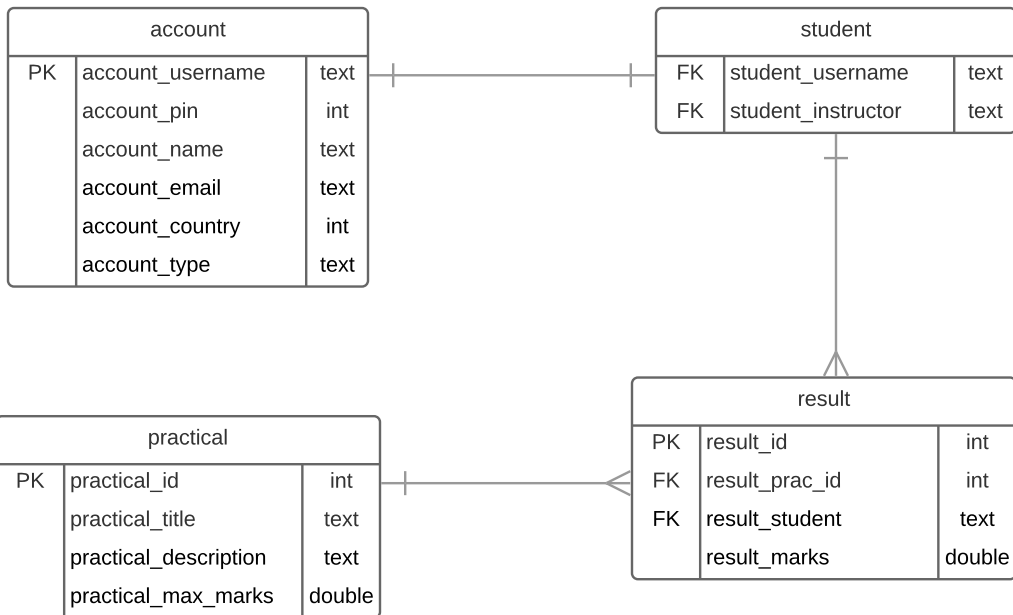 account
PK account_username text
account_pin int
account_name text
account_email text
account_country int
account_type text
student
FK student_username text
FK student_instructor text
practical
PK practical_id int
practical_title text
practical_description text
practical_max_marks double
result
PK result_id int
FK result_prac_id int
FK result_student text
result_marks double